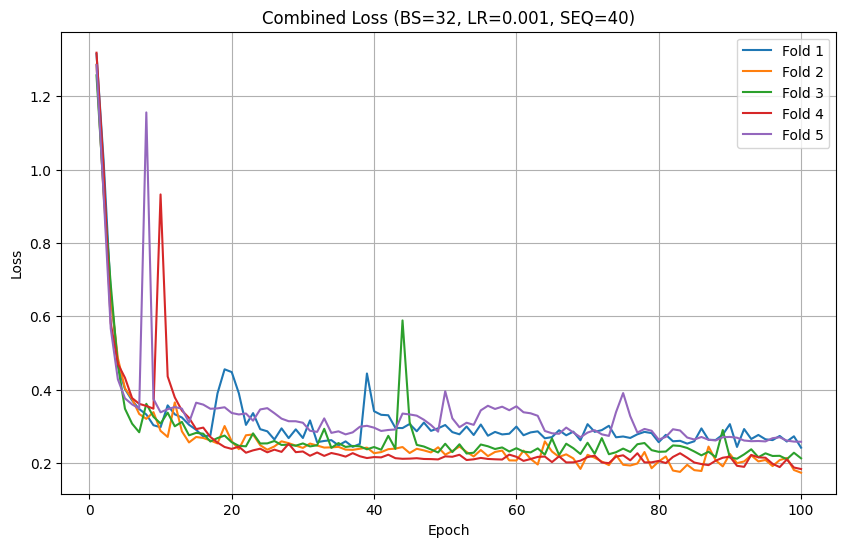 Combined Loss (BS=32, LR=0.001, SEQ=40)
Fold 1
Fold 2
Fold 3
Fold 4
Fold 5
Loss
1.2
1.0
0.8
0.6
0.4
0.2
0 20 40 60 80 100
Epoch